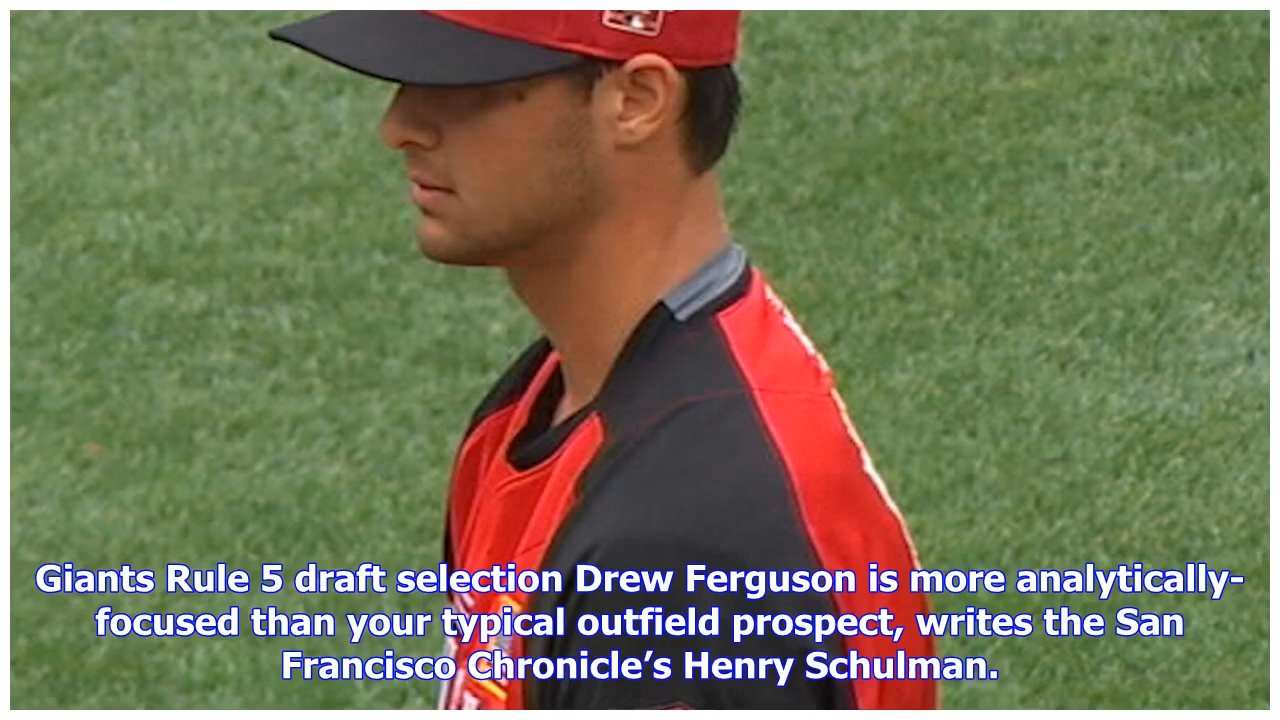 Giants Rule 5 draft selection Drew Ferguson is more analytically-
focused than your typical outfield prospect, writes the San
Francisco Chronicle’s Henry Schulman.